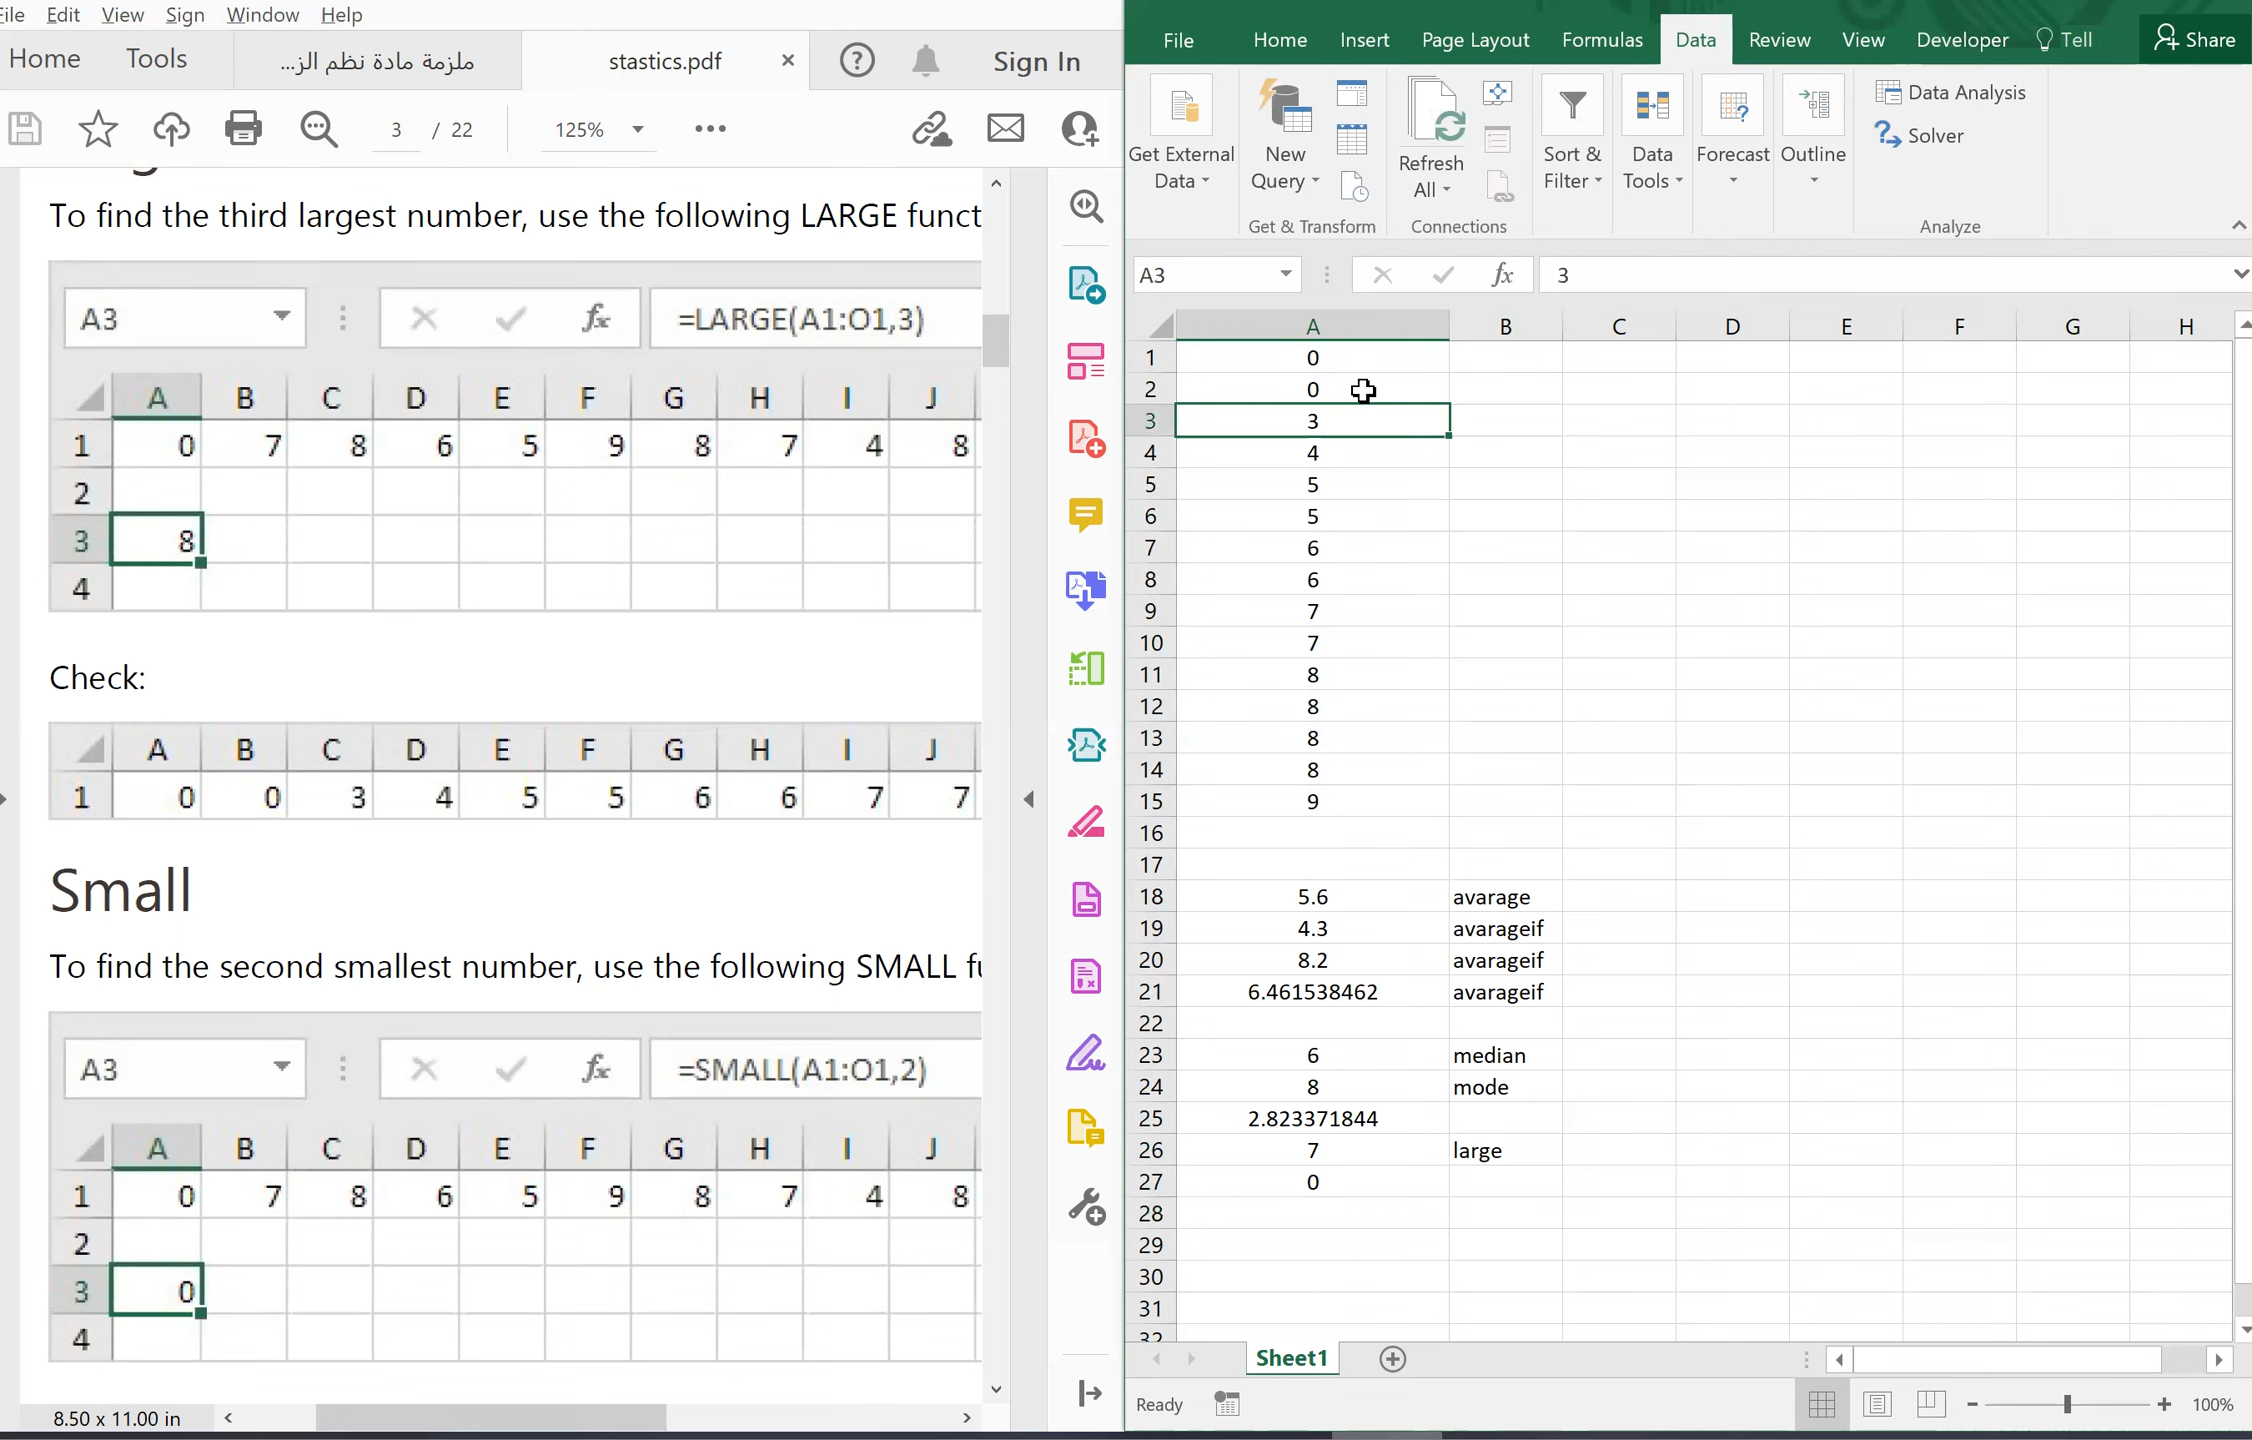 File Edit View Sign Window Help
Home Tools ملزمة مادة نظم الز... stastics.pdf × Sign In
3 / 22 125%
To find the third largest number, use the following LARGE funct
A3 fx =LARGE(A1:O1,3)
A B C D E F G H I J
1 0 7 8 6 5 9 8 7 4 8
2
3 8
4
Check:
A B C D E F G H I J
1 0 0 3 4 5 5 6 6 7 7
Small
To find the second smallest number, use the following SMALL fu
A3 fx =SMALL(A1:O1,2)
A B C D E F G H I J
1 0 7 8 6 5 9 8 7 4 8
2
3 0
4
8.50 x 11.00 in
File Home Insert Page Layout Formulas Data Review View Developer Tell Share
Get External Data
New Query
Refresh All
Sort & Filter
Data Tools
Forecast
Outline
Data Analysis
Solver
Get & Transform Connections Analyze
A3 fx 3
A B C D E F G H
1 0
2 0
3 3
4 4
5 5
6 5
7 6
8 6
9 7
10 7
11 8
12 8
13 8
14 8
15 9
16
17
18 5.6 avarage
19 4.3 avarageif
20 8.2 avarageif
21 6.461538462 avarageif
22
23 6 median
24 8 mode
25 2.823371844
26 7 large
27 0
28
29
30
31
32
Sheet1
Ready 100%